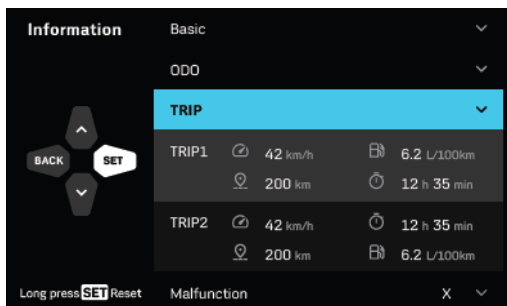 Information
Basic
ODO
TRIP
BACK
SET
TRIP1 42 km/h 6.2 L/100km
200 km 12 h 35 min
TRIP2 42 km/h 12 h 35 min
200 km 6.2 L/100km
Long press SET Reset
Malfunction X